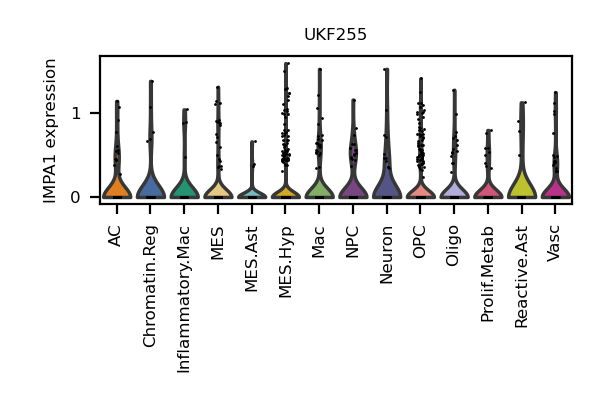 UKF255
IMPA1 expression
1
0
AC
Chromatin.Reg
Inflammatory.Mac
MES
MES.Ast
MES.Hyp
Mac
NPC
Neuron
OPC
Oligo
Prolif.Metab
Reactive.Ast
Vasc